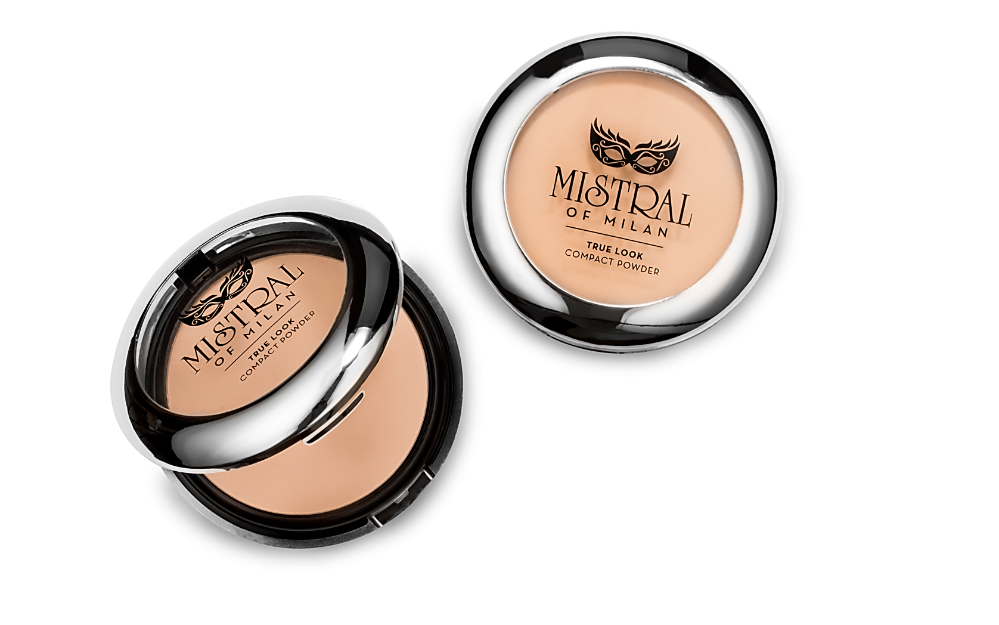 MISTRAL
OF MILAN
TRUE LOOK
COMPACT POWDER
MISTRAL
OF MILAN
TRUE LOOK
COMPACT POWDER